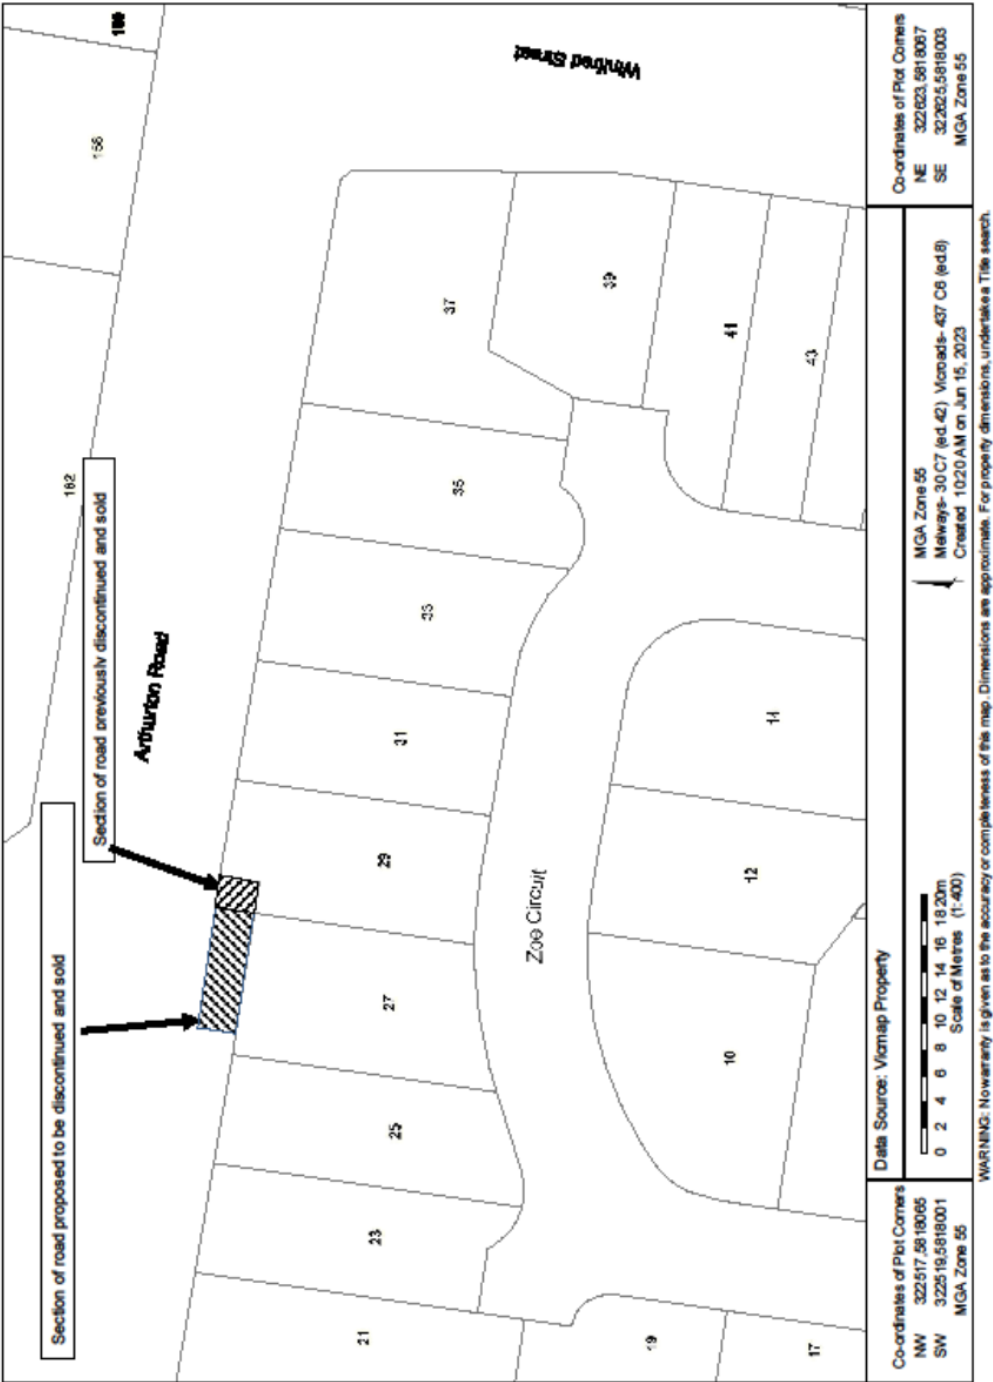 Section of road proposed to be discontinued and sold
Section of road previously discontinued and sold
162
156
Arthurton Road
Winifred Street
21
23
25
27
29
31
33
35
37
39
41
43
Zoe Circuit
19
17
10
12
14
Co-ordinates of Plot Corners
NW 322517,5818065
SW 322519,5818001
MGA Zone 55
Data Source: Vicmap Property
0 2 4 6 8 10 12 14 16 18 20m
Scale of Metres (1:400)
MGA Zone 55
Melways- 30 C7 (ed.42) Vicroads- 437 C6 (ed.8)
Created 10:20 AM on Jun 15, 2023
Co-ordinates of Plot Corners
NE 322623,5818067
SE 322625,5818003
MGA Zone 55
WARNING: No warranty is given as to the accuracy or completeness of this map. Dimensions are approximate. For property dimensions, undertake a Title search.